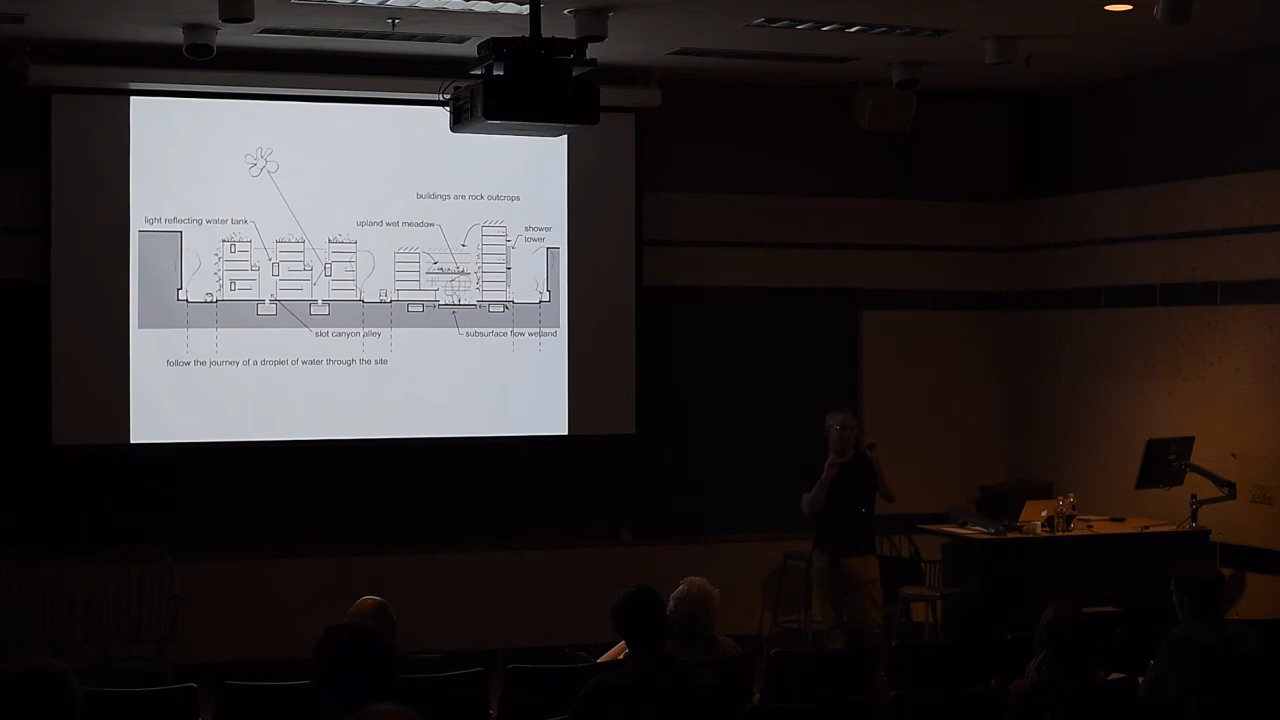 buildings are rock outcrops
light reflecting water tank
upland wet meadow
shower
tower
slot canyon alley
subsurface flow wetland
follow the journey of a droplet of water through the site